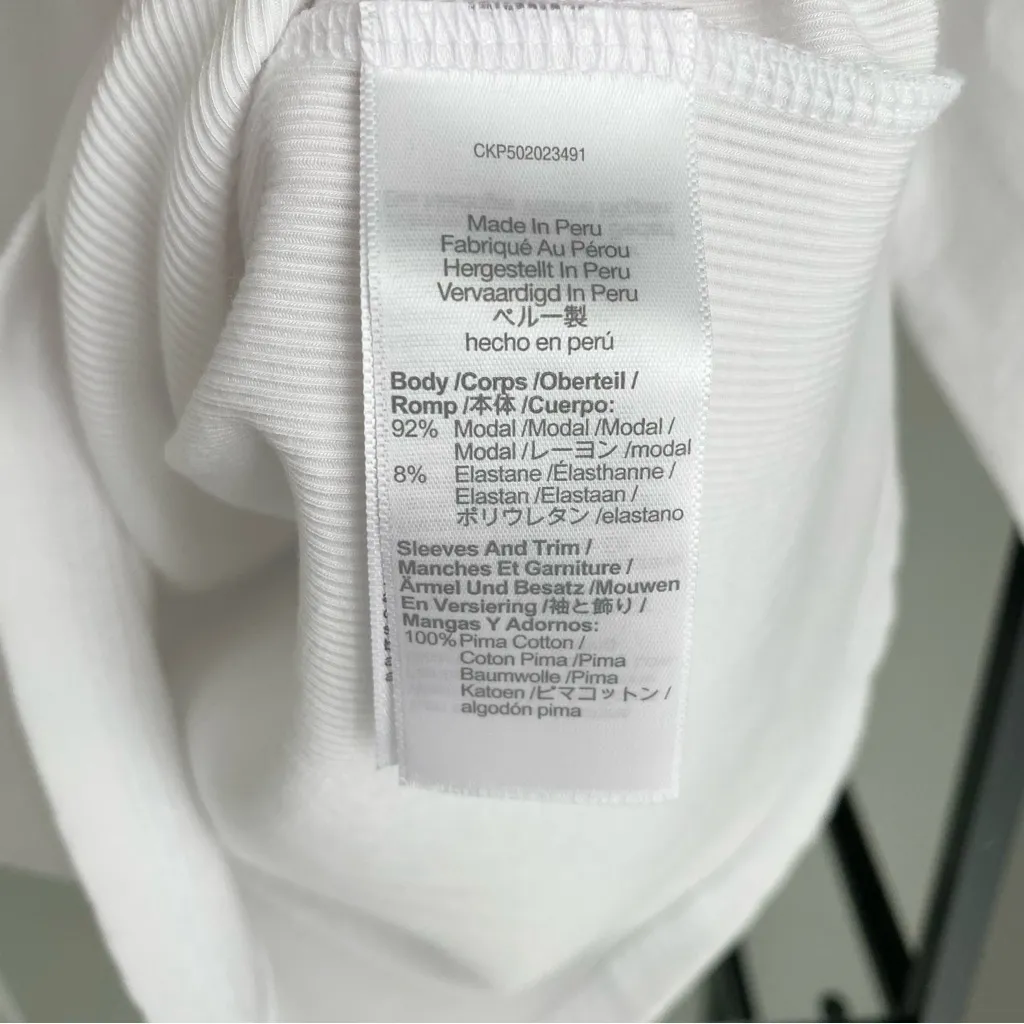 CKP502023491
Made In Peru
Fabriqué Au Pérou
Hergestellt In Peru
Vervaardigd In Peru
ペルー製
hecho en perú
Body /Corps /Oberteil /
Romp /本体 /Cuerpo:
92% Modal /Modal /Modal /
Modal /レーヨン /modal
8% Elastane /Élasthanne /
Elastan /Elastaan /
ポリウレタン /elastano
Sleeves And Trim /
Manches Et Garniture /
Ärmel Und Besatz /Mouwen
En Versiering /袖と飾り /
Mangas Y Adornos:
100% Pima Cotton /
Coton Pima /Pima
Baumwolle /Pima
Katoen /ピマコットン /
algodón pima